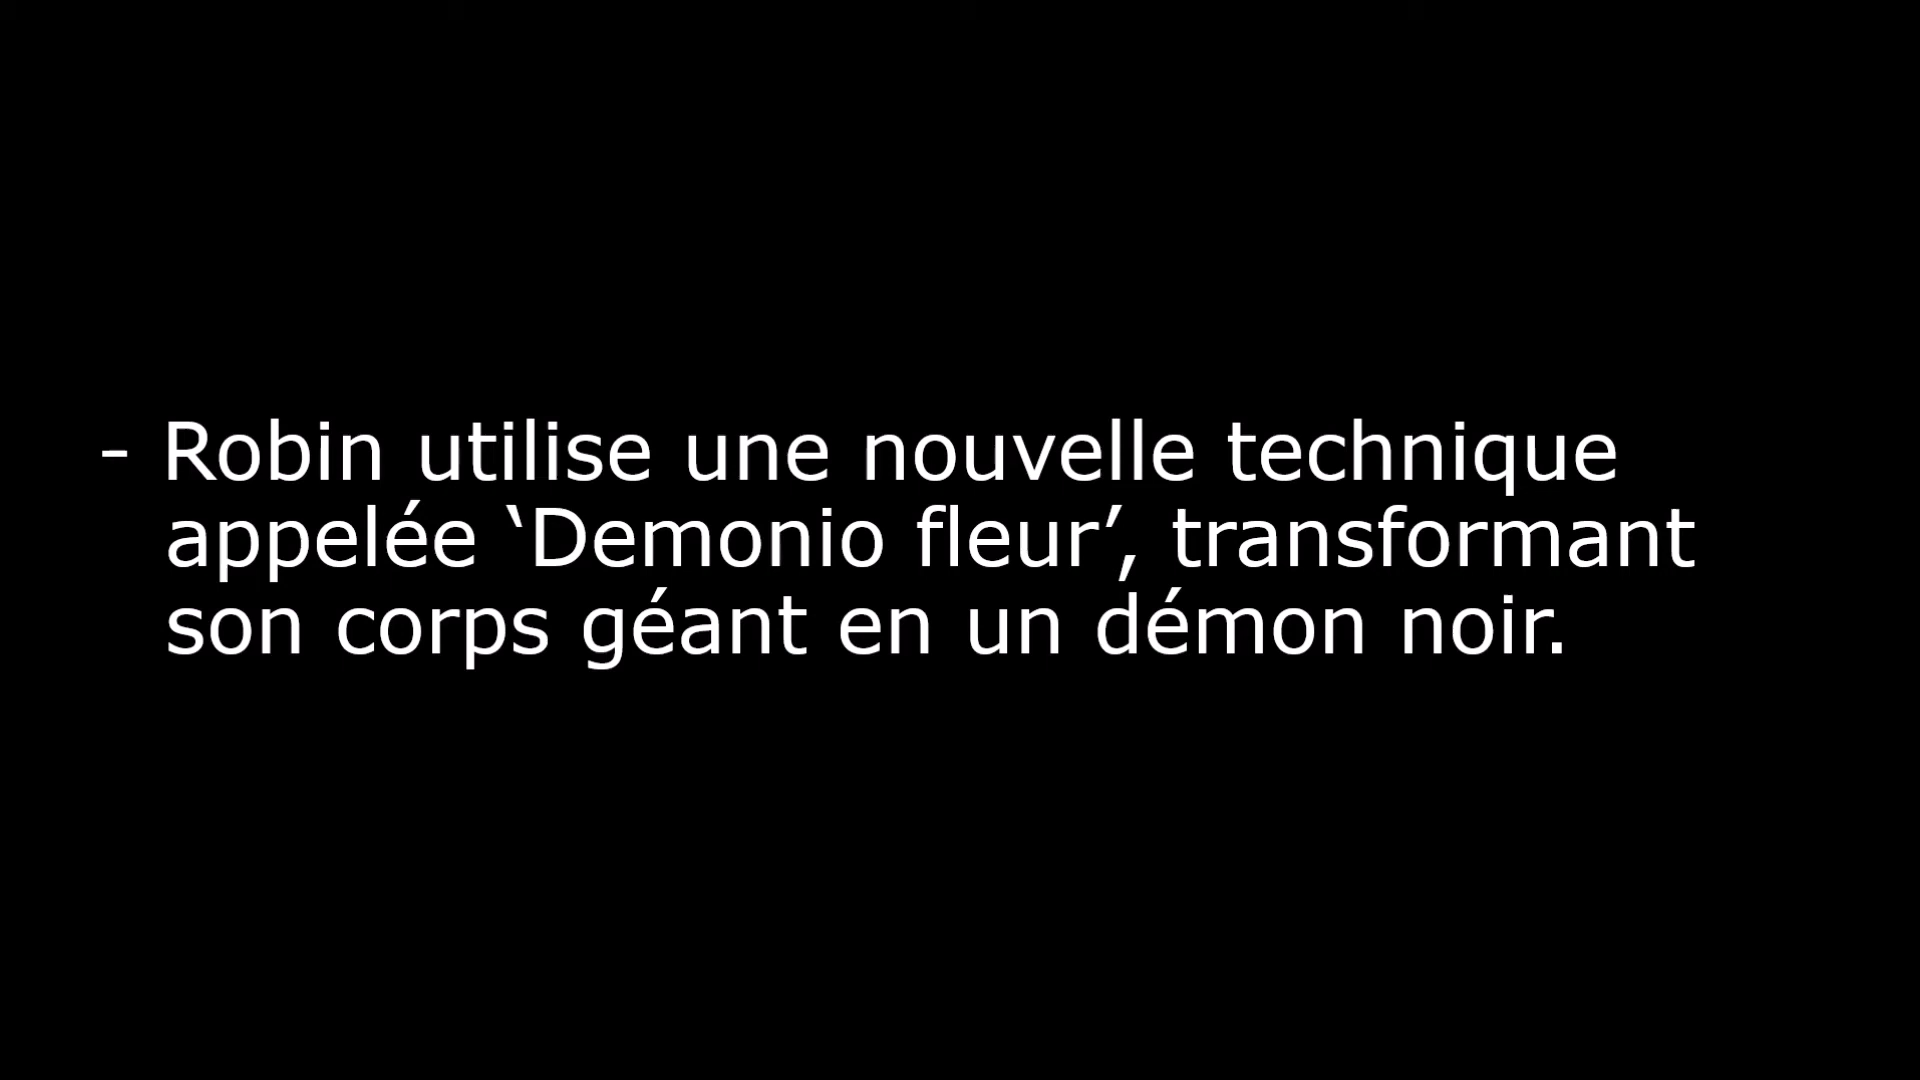 - Robin utilise une nouvelle technique
appelée ‘Demonio fleur’, transformant
son corps géant en un démon noir.